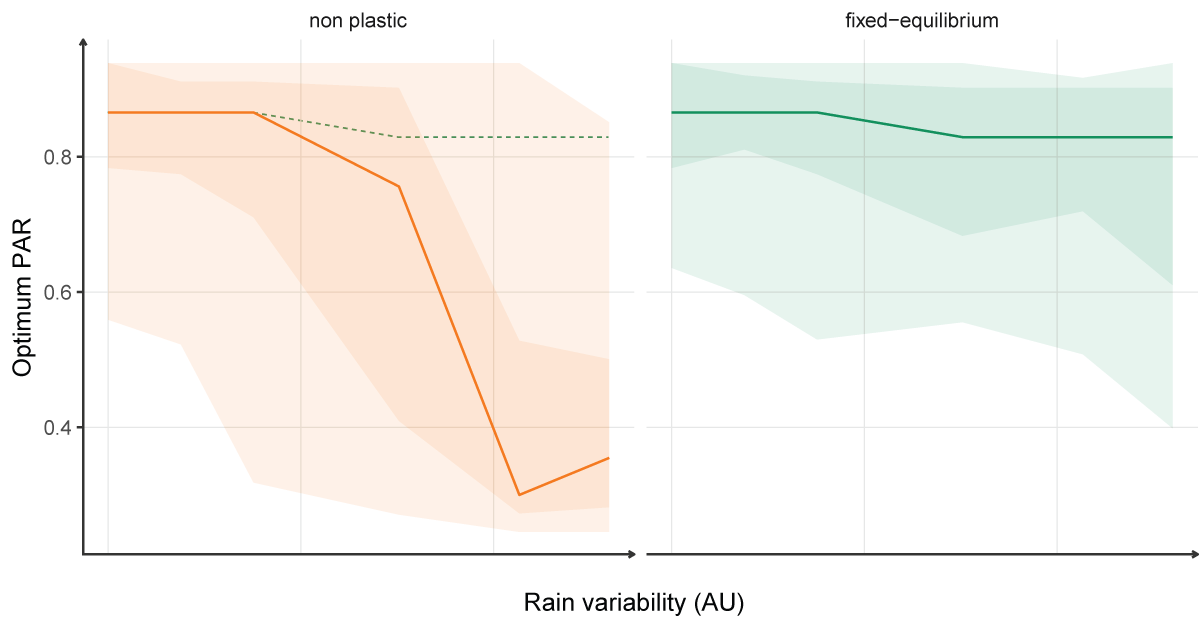 non plastic
fixed−equilibrium
Optimum PAR
0.8
0.6
0.4
Rain variability (AU)